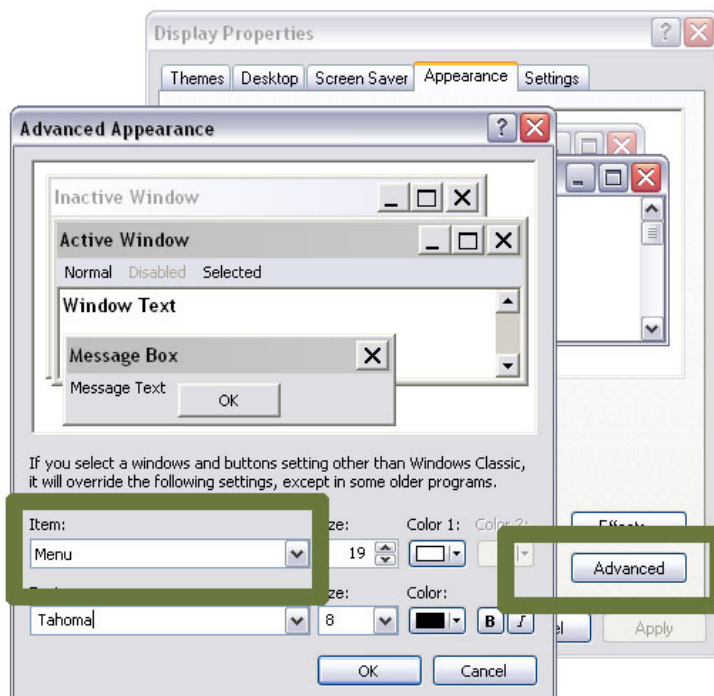 Display Properties
Themes Desktop Screen Saver Appearance Settings
Advanced Appearance
Inactive Window
Active Window
Normal Disabled Selected
Window Text
Message Box
Message Text
OK
If you select a windows and buttons setting other than Windows Classic,
it will override the following settings, except in some older programs.
Item: Color 1: Color 2:
Menu 19
Advanced
Color:
Tahoma 8 B I
Apply
OK Cancel